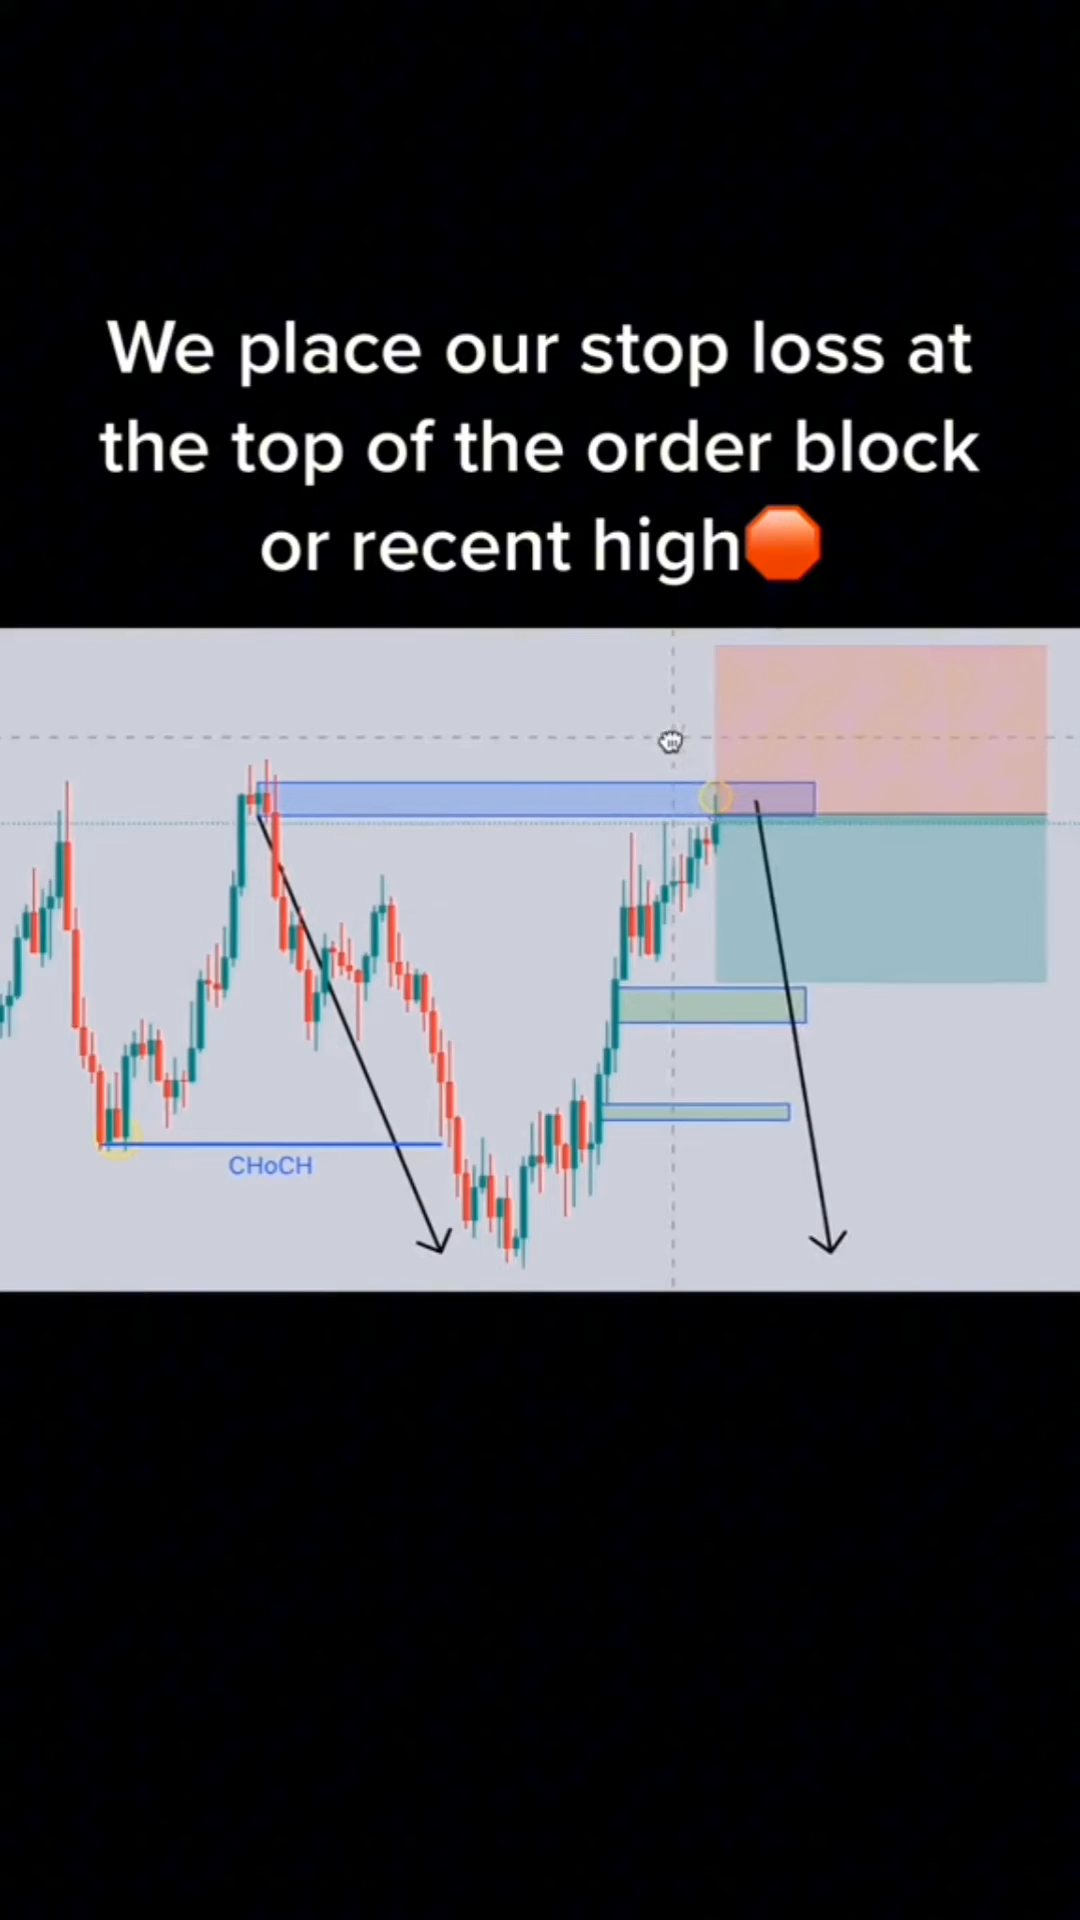 We place our stop loss at
the top of the order block
or recent high🛑
CHoCH